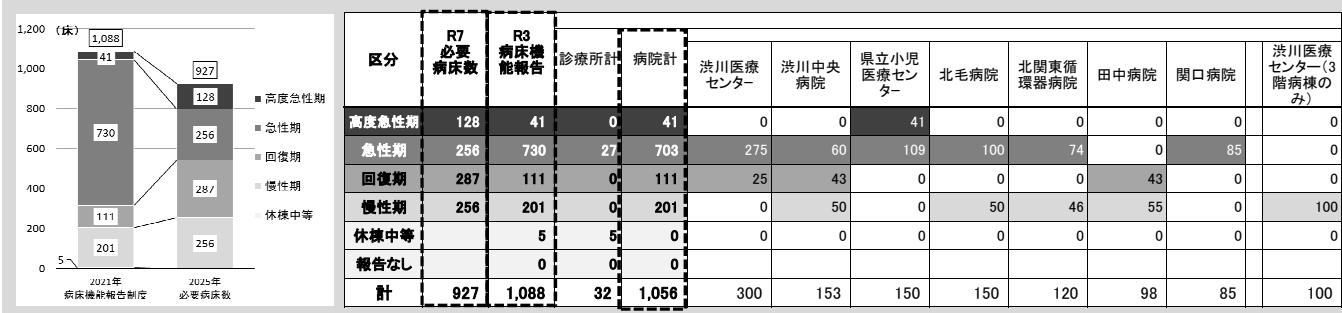 1,200 (床)
1,088
41
1,000
927
128
800
730
256
600
400
287
111
200
201
256
5
0
2021年
病床機能報告制度
2025年
必要病床数
■ 高度急性期
■ 急性期
■ 回復期
■ 慢性期
■ 休棟中等
区分 R7 必要病床数 R3 病床機能報告 診療所計 病院計 渋川医療センター 渋川中央病院 県立小児医療センター 北毛病院 北関東循環器病院 田中病院 関口病院 渋川医療センター(3階病棟のみ)
高度急性期 128 41 0 41 0 0 41 0 0 0 0 0
急性期 256 730 27 703 275 60 109 100 74 0 85 0
回復期 287 111 0 111 25 43 0 0 0 43 0 0
慢性期 256 201 0 201 0 50 0 50 46 55 0 100
休棟中等 5 5 0 0 0 0 0 0 0 0 0
報告なし 0 0 0
計 927 1,088 32 1,056 300 153 150 150 120 98 85 100